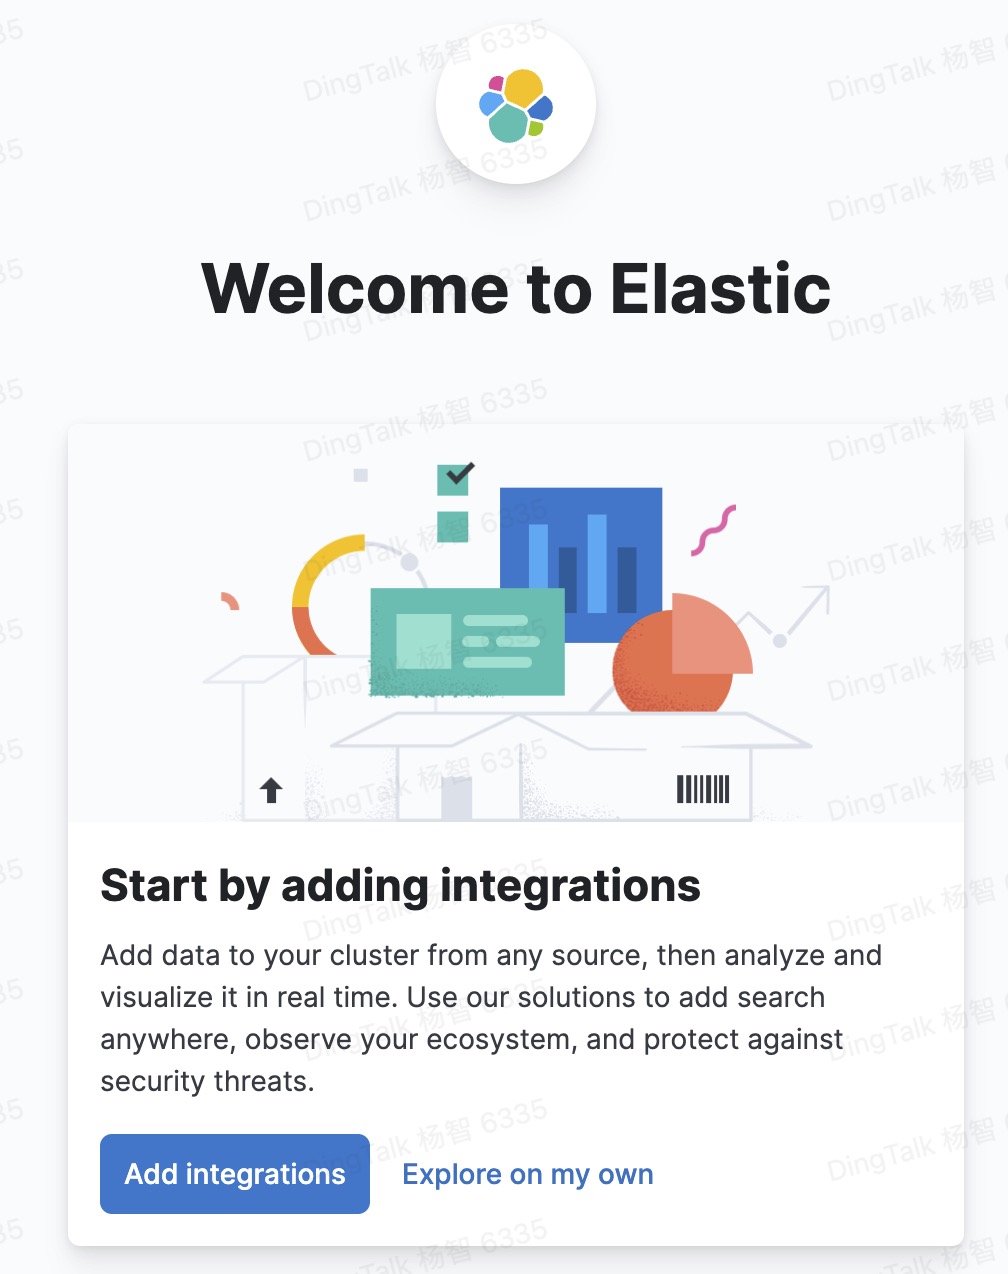 Welcome to Elastic
Start by adding integrations
Add data to your cluster from any source, then analyze and
visualize it in real time. Use our solutions to add search
anywhere, observe your ecosystem, and protect against
security threats.
Add integrations
Explore on my own
DingTalk 杨智 6335